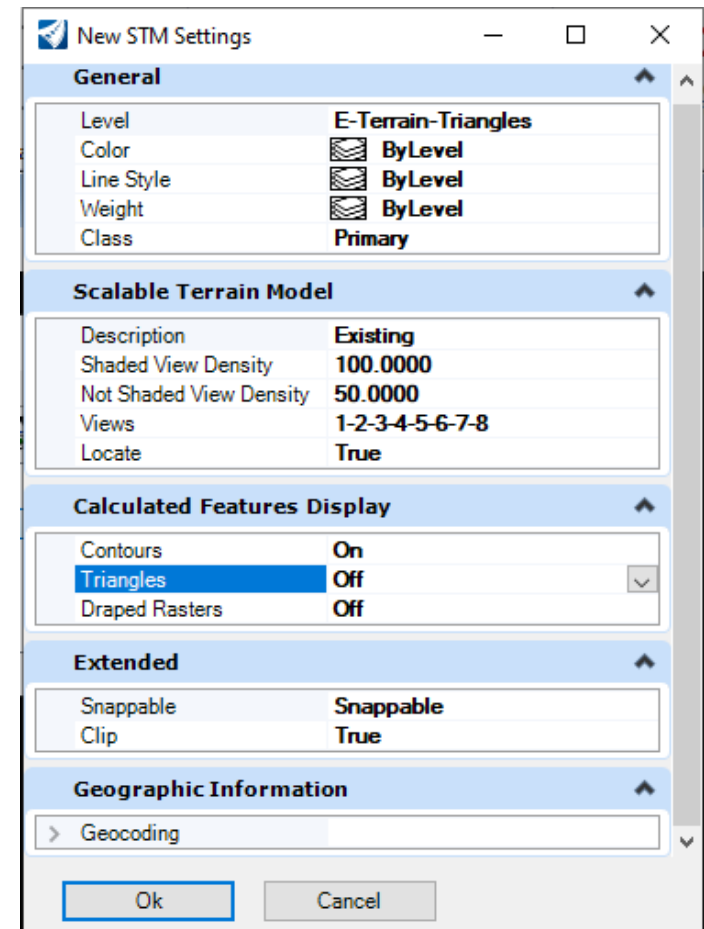 New STM Settings
General
Level E-Terrain-Triangles
Color ByLevel
Line Style ByLevel
Weight ByLevel
Class Primary
Scalable Terrain Model
Description Existing
Shaded View Density 100.0000
Not Shaded View Density 50.0000
Views 1-2-3-4-5-6-7-8
Locate True
Calculated Features Display
Contours On
Triangles Off
Draped Rasters Off
Extended
Snappable Snappable
Clip True
Geographic Information
Geocoding
Ok Cancel